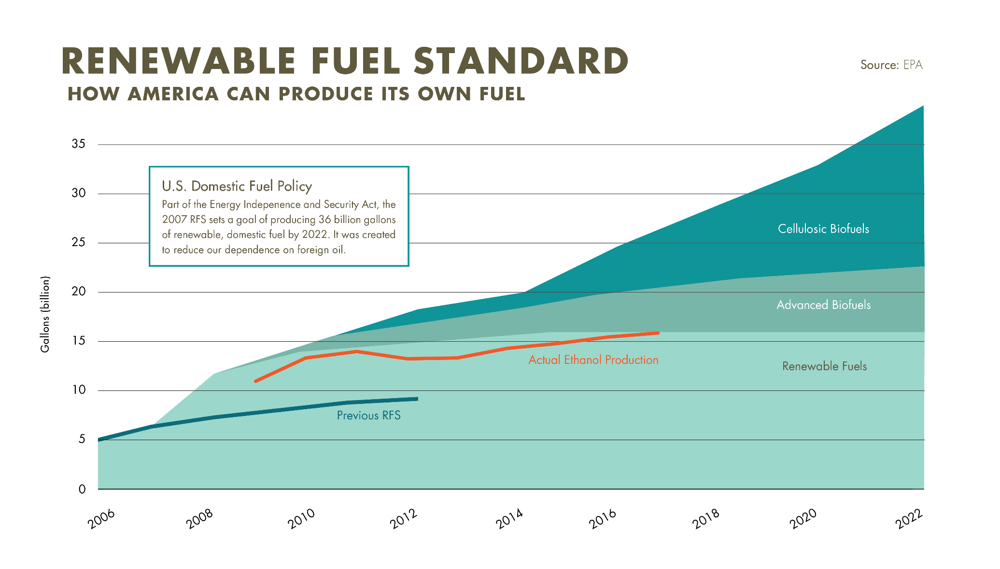 RENEWABLE FUEL STANDARD
Source: EPA
HOW AMERICA CAN PRODUCE ITS OWN FUEL
35
U.S. Domestic Fuel Policy
30
Part of the Energy Indepenence and Security Act, the
2007 RFS sets a goal of producing 36 billion gallons
of renewable, domestic fuel by 2022. It was created
to reduce our dependence on foreign oil.
Cellulosic Biofuels
25
20
Advanced Biofuels
Gallons (billion)
15
Actual Ethanol Production
Renewable Fuels
10
Previous RFS
5
0
2006 2008 2010 2012 2014 2016 2018 2020 2022